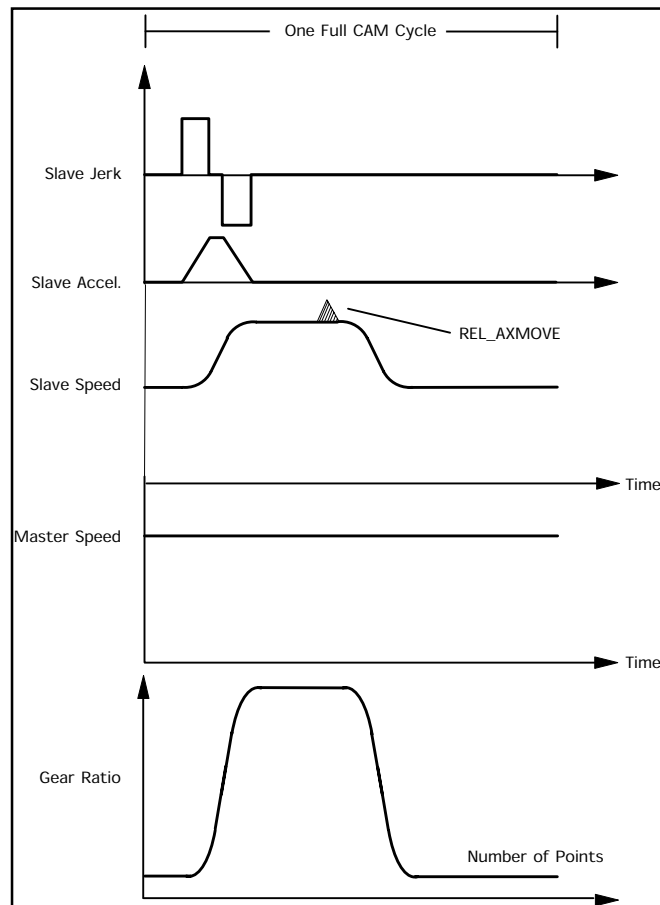 One Full CAM Cycle
Slave Jerk
Slave Accel.
REL_AXMOVE
Slave Speed
Time
Master Speed
Time
Gear Ratio
Number of Points